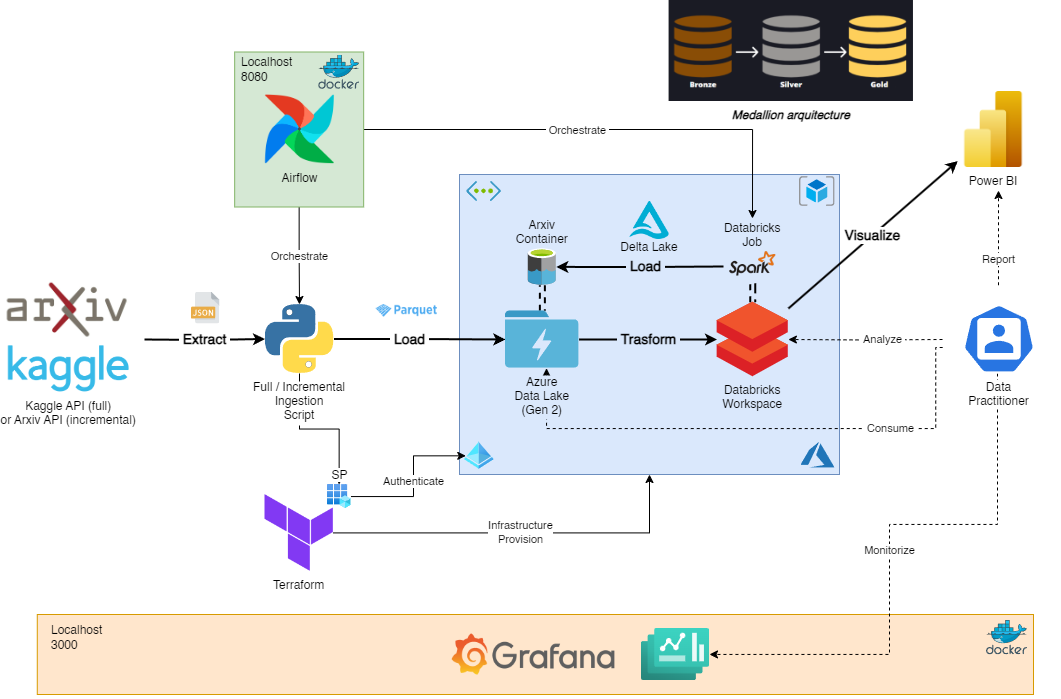 Bronze
Silver
Gold
Medallion arquitecture
Localhost
8080
docker
Airflow
Orchestrate
Orchestrate
Power BI
Arxiv
Container
Delta Lake
Databricks
Job
Spark
Load
Visualize
Report
arXiv
kaggle
Kaggle API (full)
or Arxiv API (incremental)
JSON
Extract
Full / Incremental
Ingestion
Script
Parquet
Load
Azure
Data Lake
(Gen 2)
Trasform
Databricks
Workspace
Analyze
Consume
Data
Practitioner
SP
Authenticate
Terraform
Infrastructure
Provision
Monitorize
Localhost
3000
Grafana
docker